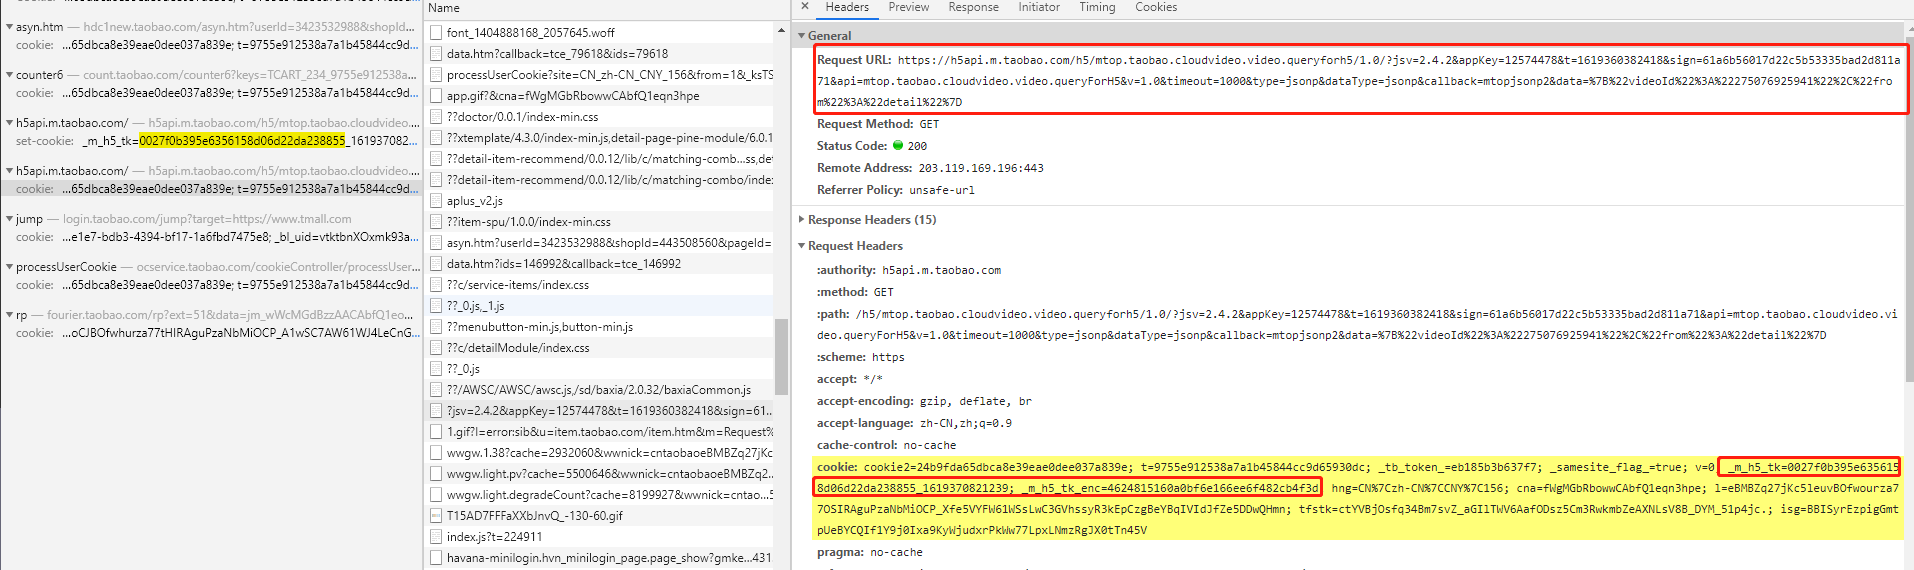 asyn.htm — hdc1new.taobao.com/asyn.htm?userId=3423532988&shopId...
cookie: ...65dbca8e39eae0dee037a839e; t=9755e912538a7a1b45844cc9d...
counter6 — count.taobao.com/counter6?keys=TCART_234_9755e912538a...
cookie: ...65dbca8e39eae0dee037a839e; t=9755e912538a7a1b45844cc9d...
h5api.m.taobao.com/ — h5api.m.taobao.com/h5/mtop.taobao.cloudvideo...
set-cookie: _m_h5_tk=0027f0b395e6356158d06d22da238855_161937082...
h5api.m.taobao.com/ — h5api.m.taobao.com/h5/mtop.taobao.cloudvideo...
cookie: ...65dbca8e39eae0dee037a839e; t=9755e912538a7a1b45844cc9d...
jump — login.taobao.com/jump?target=https://www.tmall.com
cookie: ...e1e7-bdb3-4394-bf17-1a6fbd7475e8; _bl_uid=vtktbnXOxmk93a...
processUserCookie — ocservice.taobao.com/cookieController/processUser...
cookie: ...65dbca8e39eae0dee037a839e; t=9755e912538a7a1b45844cc9d...
rp — fourier.taobao.com/rp?ext=51&data=jm_wWcMGdBzzAACAbfQ1eo...
cookie: ...oCJBOfwhurza77tHIRAguPzaNbMiOCP_A1wSC7AW61WJ4LeCnG...
Name
font_1404888168_2057645.woff
data.htm?callback=tce_79618&ids=79618
processUserCookie?site=CN_zh-CN_CNY_156&from=1&_ksTS
app.gif?&cna=fWgMGbRbowwCAbfQ1eqn3hpe
??doctor/0.0.1/index-min.css
??xtemplate/4.3.0/index-min.js,detail-page-pine-module/6.0.1
??detail-item-recommend/0.0.12/lib/c/matching-comb...ss,de
??detail-item-recommend/0.0.12/lib/c/matching-combo/index
aplus_v2.js
??item-spu/1.0.0/index-min.css
asyn.htm?userId=3423532988&shopId=443508560&pageId=
data.htm?ids=146992&callback=tce_146992
??c/service-items/index.css
??_0.js,_1.js
??menubutton-min.js,button-min.js
??c/detailModule/index.css
??_0.js
??/AWSC/AWSC/awsc.js,/sd/baxia/2.0.32/baxiaCommon.js
?jsv=2.4.2&appKey=12574478&t=1619360382418&sign=61...
1.gif?l=error:sib&u=item.taobao.com/item.htm&m=Request%
wwgw.1.38?cache=2932060&wwnick=cntaobaoeBMBZq27jKc
wwgw.light.pv?cache=5500646&wwnick=cntaobaoeBMBZq2...
wwgw.light.degradeCount?cache=8199927&wwnick=cntao...5
T15AD7FFFaXXbJnvQ_-130-60.gif
index.js?t=224911
havana-minilogin.hvn_minilogin_page.page_show?gmke...431
Headers Preview Response Initiator Timing Cookies
General
Request URL: https://h5api.m.taobao.com/h5/mtop.taobao.cloudvideo.video.queryforh5/1.0/?jsv=2.4.2&appKey=12574478&t=1619360382418&sign=61a6b56017d22c5b53335bad2d811a
71&api=mtop.taobao.cloudvideo.video.queryForH5&v=1.0&timeout=1000&type=jsonp&dataType=jsonp&callback=mtopjsonp2&data=%7B%22videoId%22%3A%22275076925941%22%2C%22fro
m%22%3A%22detail%22%7D
Request Method: GET
Status Code: 200
Remote Address: 203.119.169.196:443
Referrer Policy: unsafe-url
Response Headers (15)
Request Headers
:authority: h5api.m.taobao.com
:method: GET
:path: /h5/mtop.taobao.cloudvideo.video.queryforh5/1.0/?jsv=2.4.2&appKey=12574478&t=1619360382418&sign=61a6b56017d22c5b53335bad2d811a71&api=mtop.taobao.cloudvideo.vi
deo.queryForH5&v=1.0&timeout=1000&type=jsonp&dataType=jsonp&callback=mtopjsonp2&data=%7B%22videoId%22%3A%22275076925941%22%2C%22from%22%3A%22detail%22%7D
:scheme: https
accept: */*
accept-encoding: gzip, deflate, br
accept-language: zh-CN,zh;q=0.9
cache-control: no-cache
cookie: cookie2=24b9fda65dbca8e39eae0dee037a839e; t=9755e912538a7a1b45844cc9d65930dc; _tb_token_=eb185b3b637f7; _samesite_flag_=true; v=0; _m_h5_tk=0027f0b395e635615
8d06d22da238855_1619370821239; _m_h5_tk_enc=4624815160a0bf6e166ee6f482cb4f3d hng=CN%7Czh-CN%7CCNY%7C156; cna=fWgMGbRbowwCAbfQ1eqn3hpe; l=eBMBZq27jKc5leuvBOfwourza7
7OSIRAguPzaNbMiOCP_Xfe5VYFW61WSsLwC3GVhssyR3kEpCzgBeYBqIVIdJfZe5DDwQHmn; tfstk=ctYVBjOsfq34Bm7svZ_aGIlTWV6AafODsz5Cm3RwkmbZeAXNLsV8B_DYM_51p4jc.; isg=BBISyrEzpigGmt
pUeBYCQIf1Y9j0Ixa9KyWjudxrPkWw77LpxLNmzRgJX0tTn45V
pragma: no-cache